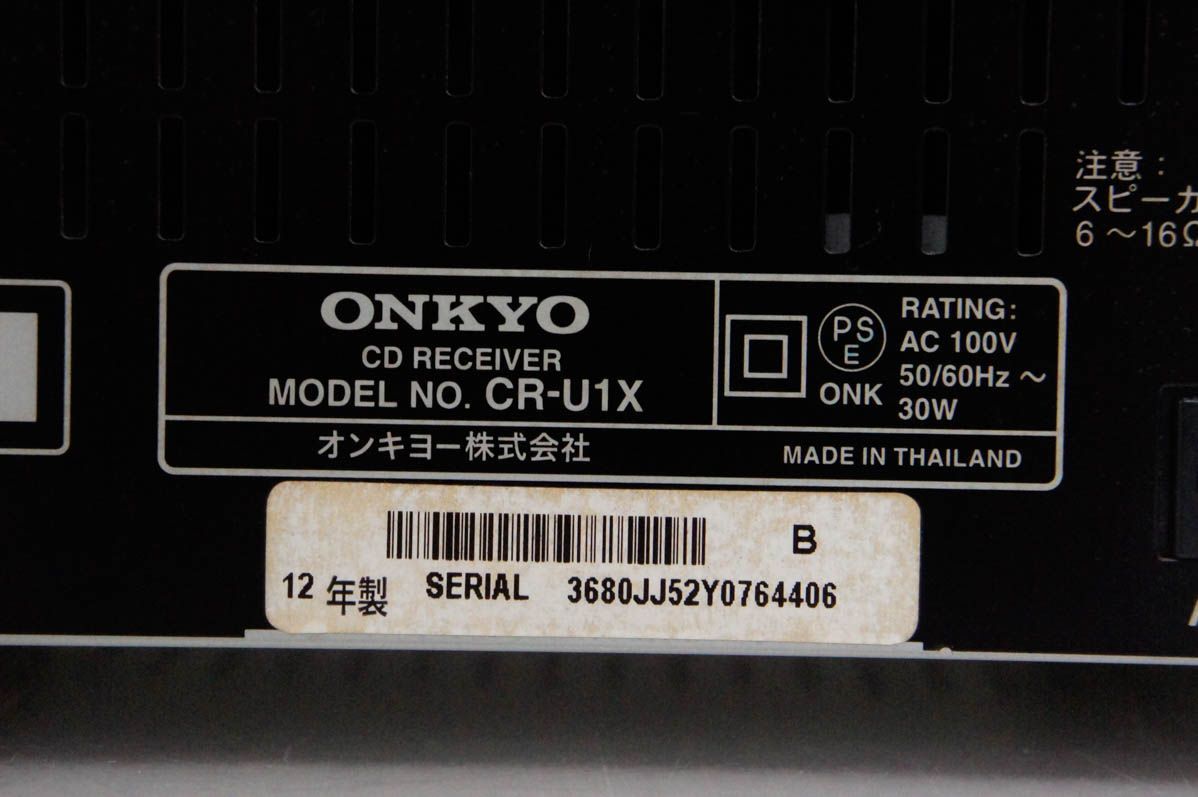 注意：
スピーカ
6～16Ω
ONKYO
CD RECEIVER
MODEL NO. CR-U1X
PSE
ONK
RATING:
AC 100V
50/60Hz ～
30W
オンキヨー株式会社
MADE IN THAILAND
B
12 年製 SERIAL 3680JJ52Y0764406